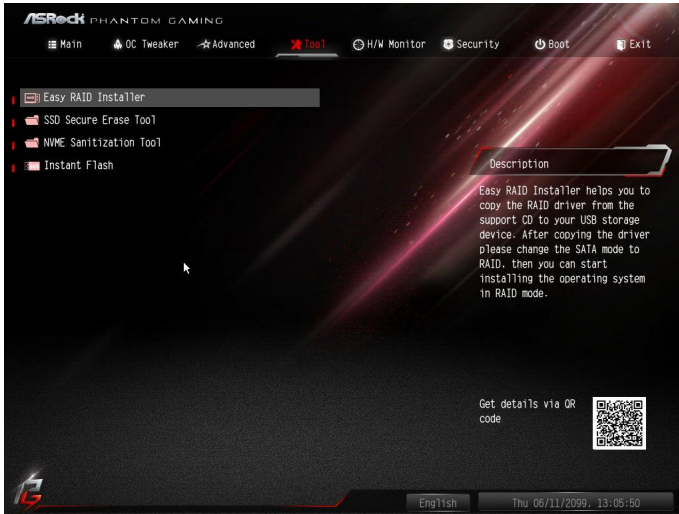 ASRock PHANTOM GAMING
Main OC Tweaker Advanced Tool H/W Monitor Security Boot Exit
Easy RAID Installer
SSD Secure Erase Tool
NVME Sanitization Tool
Instant Flash
Description
Easy RAID Installer helps you to
copy the RAID driver from the
support CD to your USB storage
device. After copying the driver
please change the SATA mode to
RAID, then you can start
installing the operating system
in RAID mode.
Get details via QR
code
English Thu 06/11/2099, 13:05:50